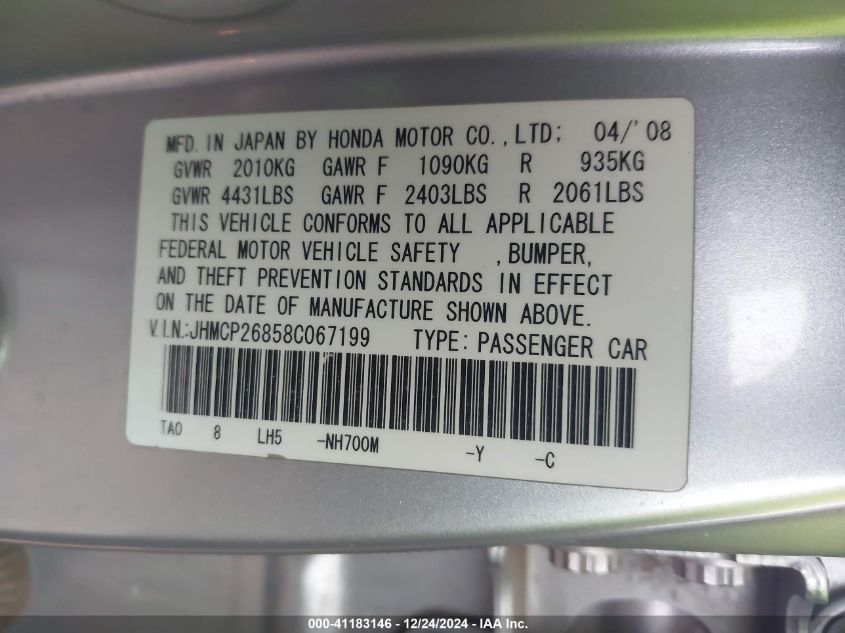 MFD. IN JAPAN BY HONDA MOTOR CO.,LTD; 04/'08
GVWR 2010KG GAWR F 1090KG R 935KG
GVWR 4431LBS GAWR F 2403LBS R 2061LBS
THIS VEHICLE CONFORMS TO ALL APPLICABLE
FEDERAL MOTOR VEHICLE SAFETY , BUMPER,
AND THEFT PREVENTION STANDARDS IN EFFECT
ON THE DATE OF MANUFACTURE SHOWN ABOVE.
V.I.N.:JHMCP26858C067199 TYPE: PASSENGER CAR
TA0 8 LH5 -NH700M -Y -C
000-41183146 - 12/24/2024 - IAA Inc.